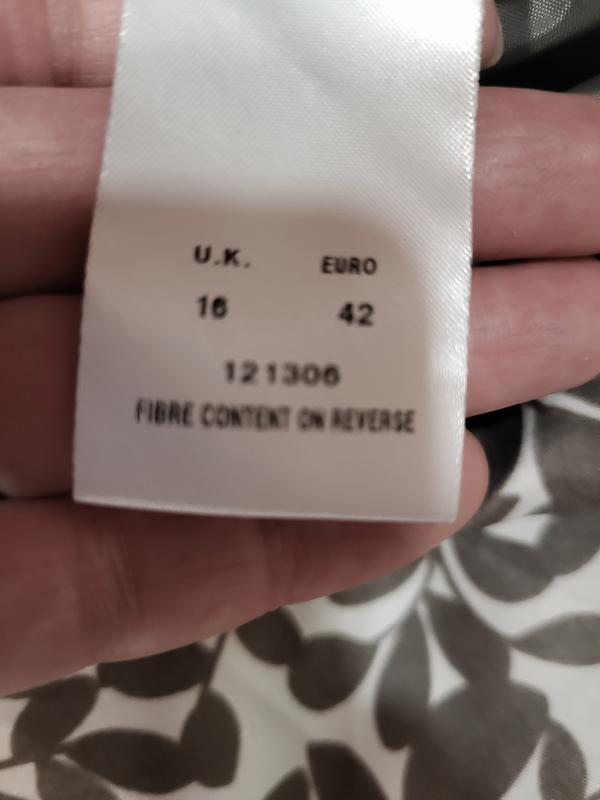 U.K. EURO
16 42
121306
FIBRE CONTENT ON REVERSE